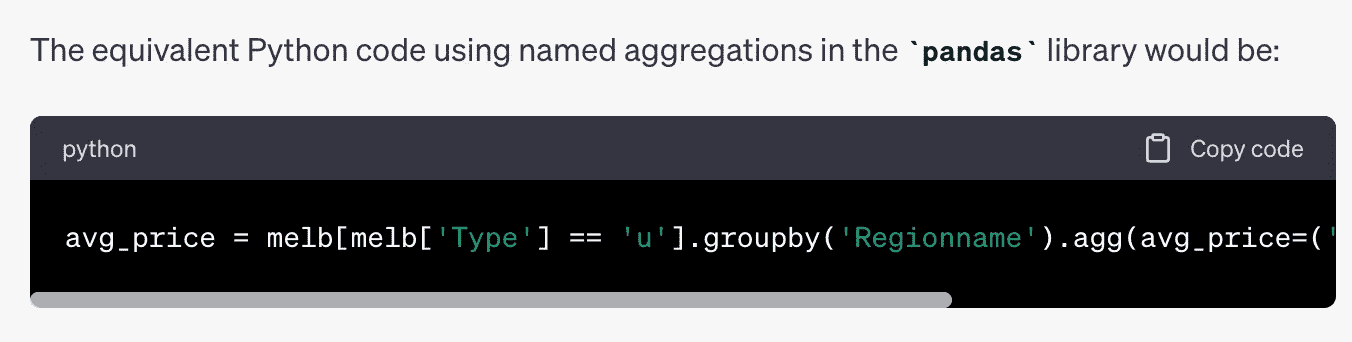 The equivalent Python code using named aggregations in the `pandas` library would be:
python Copy code
avg_price = melb[melb['Type'] == 'u'].groupby('Regionname').agg(avg_price=('